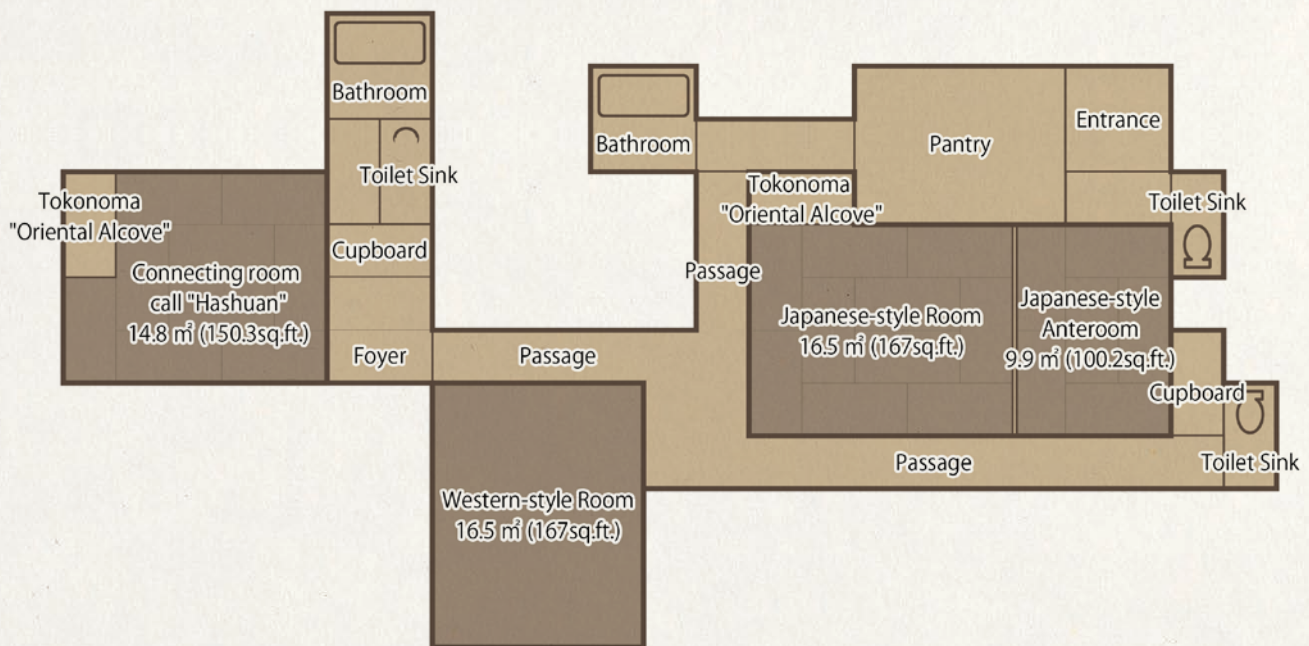 Bathroom
Toilet Sink
Tokonoma
"Oriental Alcove"
Cupboard
Connecting room
call "Hashuan"
14.8 ㎡ (150.3sq.ft.)
Foyer
Passage
Western-style Room
16.5 ㎡ (167sq.ft.)
Bathroom
Tokonoma
"Oriental Alcove"
Passage
Pantry
Entrance
Toilet Sink
Japanese-style Room
16.5 ㎡ (167sq.ft.)
Japanese-style
Anteroom
9.9 ㎡ (100.2sq.ft.)
Cupboard
Passage
Toilet Sink